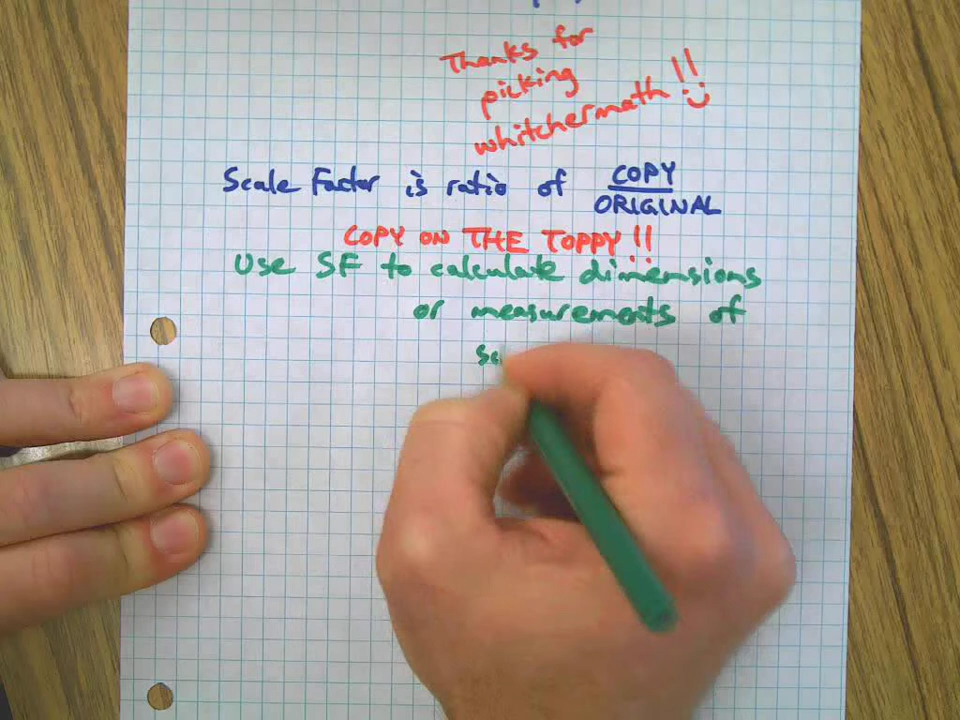 Thanks for
picking
whitchermath!!
Scale Factor is ratio of COPY
ORIGINAL
COPY ON THE TOPPY!!
Use SF to calculate dimensions
or measurements of